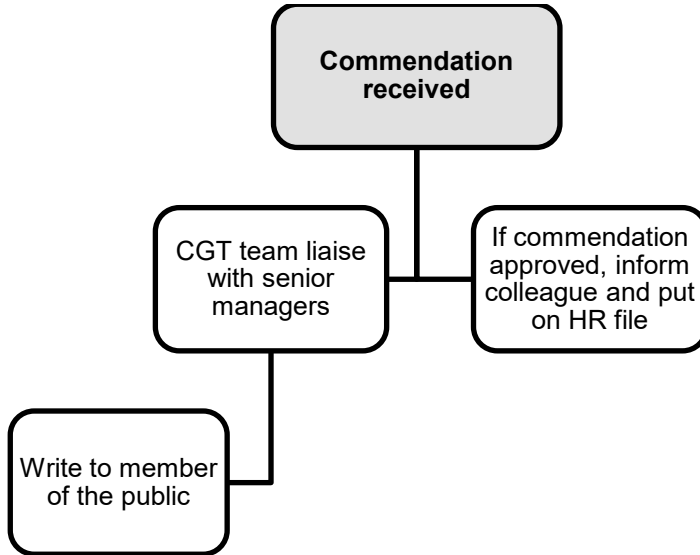 Commendation
received
CGT team liaise
with senior
managers
If commendation
approved, inform
colleague and put
on HR file
Write to member
of the public